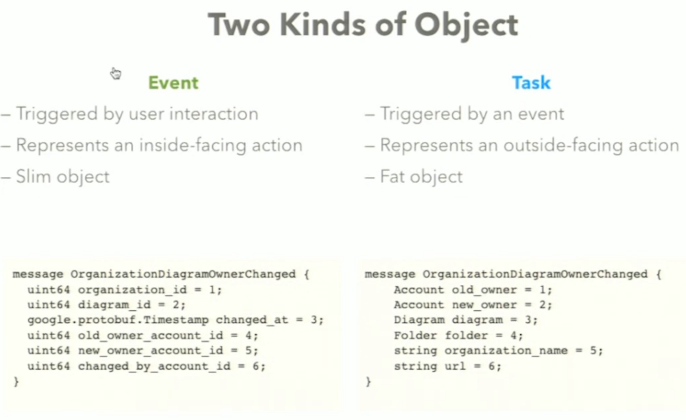 Two Kinds of Object
Event
– Triggered by user interaction
– Represents an inside-facing action
– Slim object
message OrganizationDiagramOwnerChanged {
  uint64 organization_id = 1;
  uint64 diagram_id = 2;
  google.protobuf.Timestamp changed_at = 3;
  uint64 old_owner_account_id = 4;
  uint64 new_owner_account_id = 5;
  uint64 changed_by_account_id = 6;
}
Task
– Triggered by an event
– Represents an outside-facing action
– Fat object
message OrganizationDiagramOwnerChanged {
    Account old_owner = 1;
    Account new_owner = 2;
    Diagram diagram = 3;
    Folder folder = 4;
    string organization_name = 5;
    string url = 6;
}